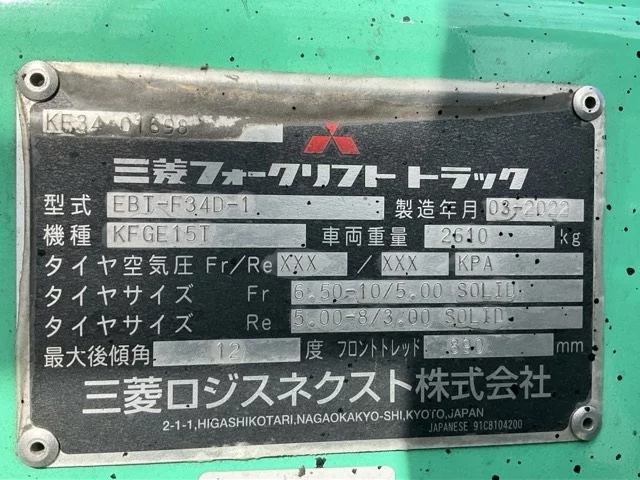 KE34-01698
三菱フォークリフト トラック
型式 EBT-F34D-1 製造年月 03-2022
機種 KFGE15T 車両重量 2610 kg
タイヤ空気圧 Fr/Re XXX / XXX KPA
タイヤサイズ Fr 6.50-10/5.00 SOLID
タイヤサイズ Re 5.00-8/3.00 SOLID
最大後傾角 12 度 フロントトレッド 890 mm
三菱ロジスネクスト株式会社
2-1-1,HIGASHIKOTARI,NAGAOKAKYO-SHI,KYOTO,JAPAN
JAPANESE 91C8104200